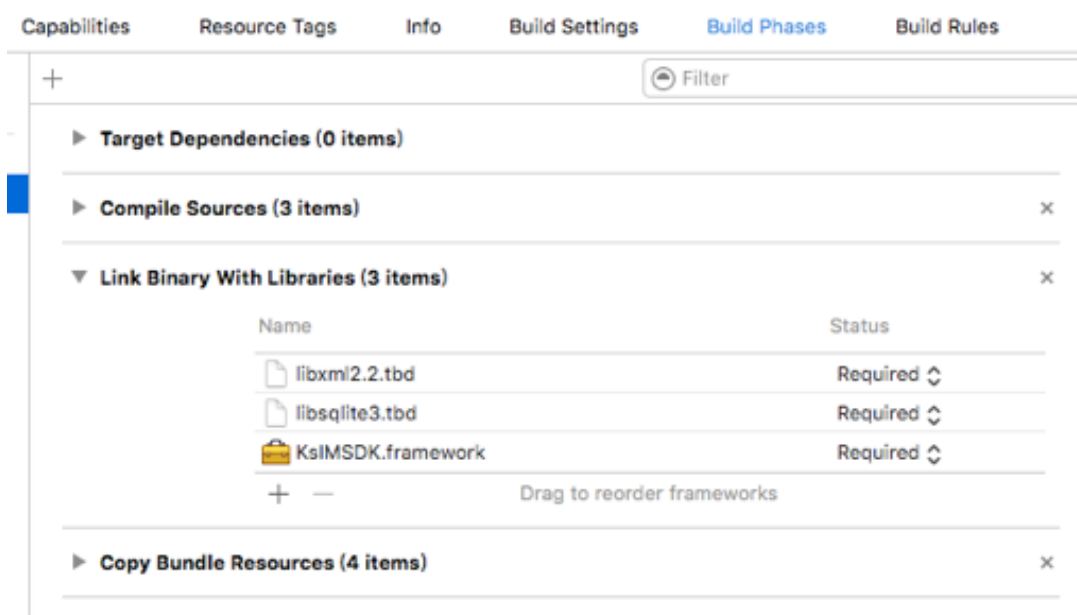 Capabilities Resource Tags Info Build Settings Build Phases Build Rules
Filter
Target Dependencies (0 items)
Compile Sources (3 items)
Link Binary With Libraries (3 items)
Name Status
libxml2.2.tbd Required
libsqlite3.tbd Required
KsIMSDK.framework Required
Drag to reorder frameworks
Copy Bundle Resources (4 items)